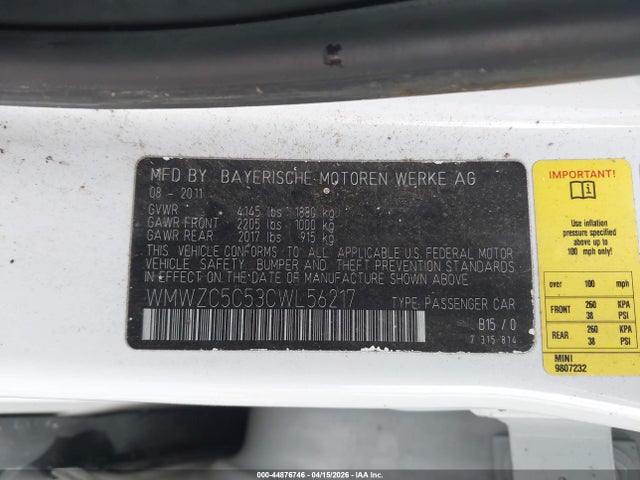 MFD BY BAYERISCHE MOTOREN WERKE AG
08 - 2011
GVWR 4145 lbs 1880 kg
GAWR FRONT 2205 lbs 1000 kg
GAWR REAR 2017 lbs 915 kg
THIS VEHICLE CONFORMS TO ALL APPLICABLE U.S. FEDERAL MOTOR
VEHICLE SAFETY, BUMPER, AND THEFT PREVENTION STANDARDS
IN EFFECT ON THE DATE OF MANUFACTURE SHOWN ABOVE.
WMWZC5C53CWL56217 TYPE: PASSENGER CAR
B15 / 0
7 315 814
IMPORTANT!
Use inflation
pressure specified
above by up to
100 mph only
over 100 mph
FRONT 260 KPA
38 PSI
REAR 260 KPA
38 PSI
MINI
9807232
000-44876746 - 04/15/2026 - IAA Inc. (A)